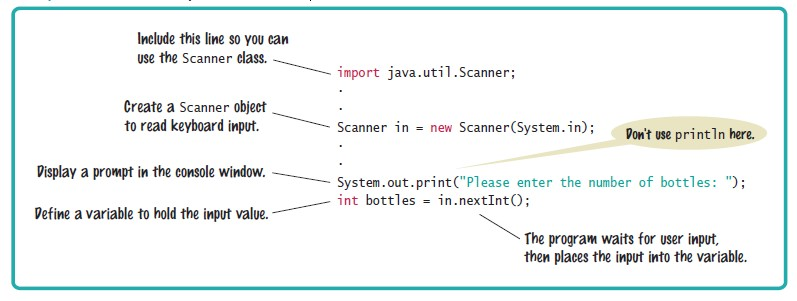 Include this line so you can
use the Scanner class.
import java.util.Scanner;
.
.
Create a Scanner object
to read keyboard input.
Scanner in = new Scanner(System.in);
Don't use println here.
.
.
Display a prompt in the console window.
System.out.print("Please enter the number of bottles: ");
Define a variable to hold the input value.
int bottles = in.nextInt();
The program waits for user input,
then places the input into the variable.